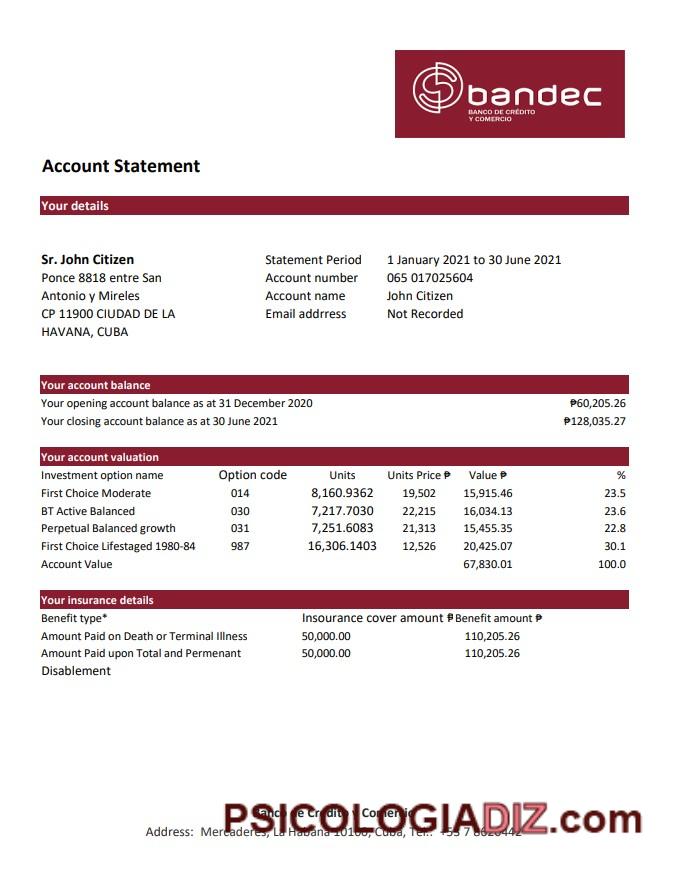 bandec
BANCO DE CRÉDITO
Y COMERCIO
Account Statement
Your details
Sr. John Citizen Statement Period 1 January 2021 to 30 June 2021
Ponce 8818 entre San Account number 065 017025604
Antonio y Mireles Account name John Citizen
CP 11900 CIUDAD DE LA Email addrress Not Recorded
HAVANA, CUBA
Your account balance
Your opening account balance as at 31 December 2020 ₱60,205.26
Your closing account balance as at 30 June 2021 ₱128,035.27
Your account valuation
Investment option name Option code Units Units Price ₱ Value ₱ %
First Choice Moderate 014 8,160.9362 19,502 15,915.46 23.5
BT Active Balanced 030 7,217.7030 22,215 16,034.13 23.6
Perpetual Balanced growth 031 7,251.6083 21,313 15,455.35 22.8
First Choice Lifestaged 1980-84 987 16,306.1403 12,526 20,425.07 30.1
Account Value 67,830.01 100.0
Your insurance details
Benefit type* Insourance cover amount ₱ Benefit amount ₱
Amount Paid on Death or Terminal Illness 50,000.00 110,205.26
Amount Paid upon Total and Permenant 50,000.00 110,205.26
Disablement
Banco de Crédito y Comercio
PSICOLOGIADIZ.com
Address: Mercaderes, La Habana 10100, Cuba, Tel.: +53 7